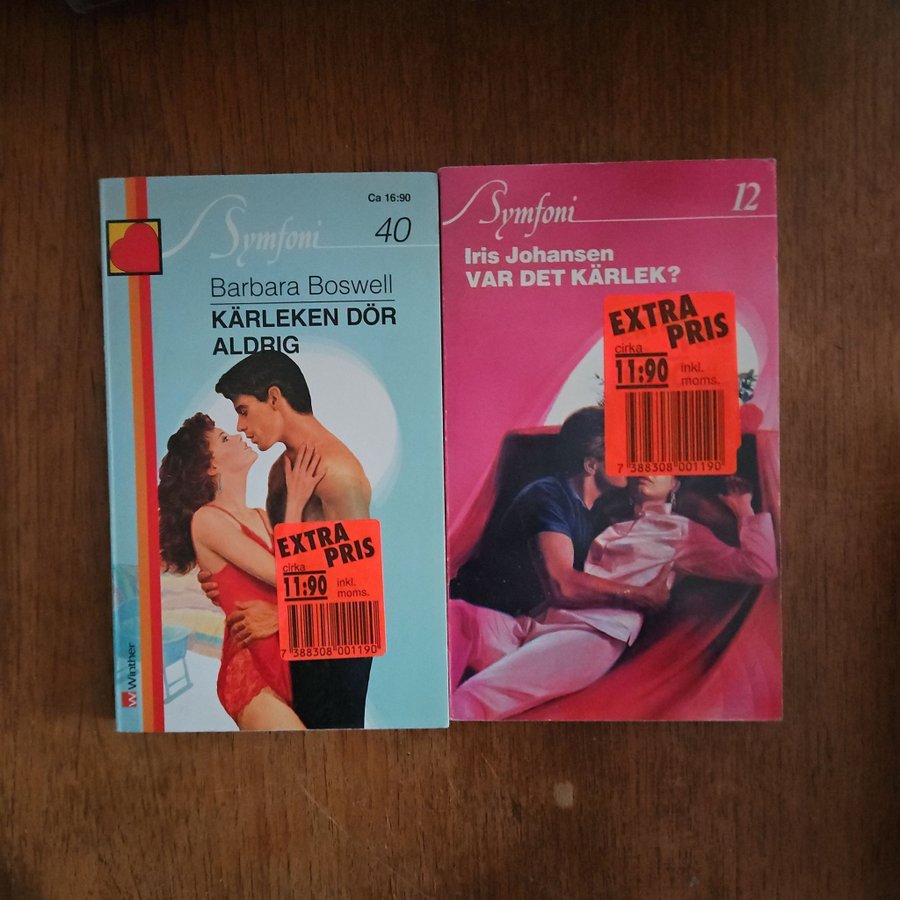 Ca 16:90
Symfoni
40
Barbara Boswell
KÄRLEKEN DÖR
ALDRIG
EXTRA
PRIS
cirka
11:90 inkl.
moms.
7 388308 001190
W Winther
Symfoni
12
Iris Johansen
VAR DET KÄRLEK?
EXTRA
PRIS
cirka
11:90 inkl.
moms.
7 388308 001190